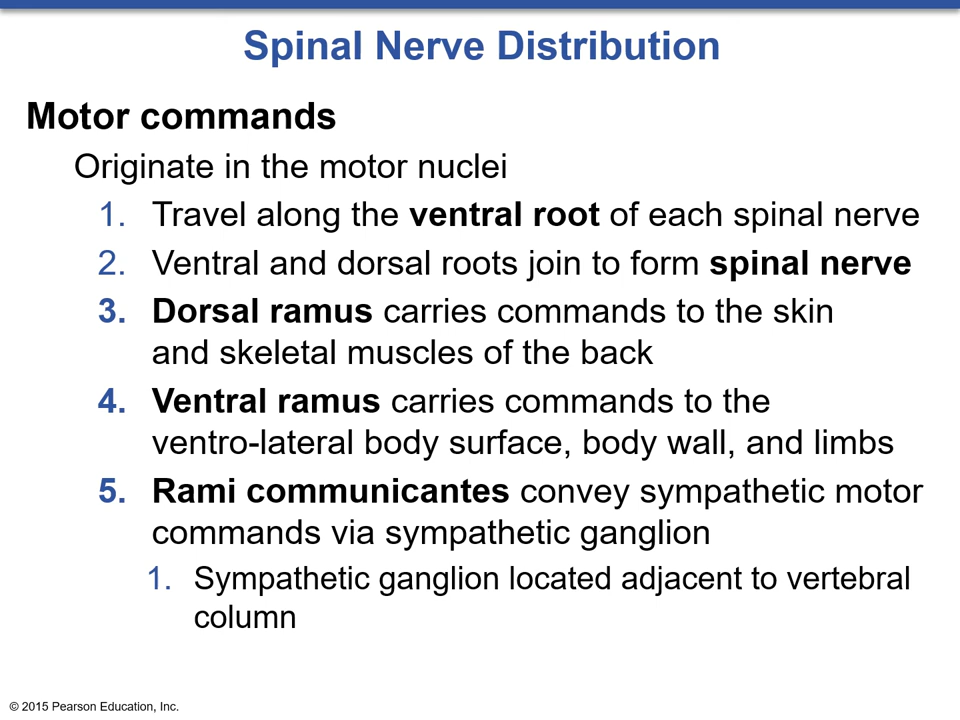 Spinal Nerve Distribution
Motor commands
Originate in the motor nuclei
1. Travel along the ventral root of each spinal nerve
2. Ventral and dorsal roots join to form spinal nerve
3. Dorsal ramus carries commands to the skin
and skeletal muscles of the back
4. Ventral ramus carries commands to the
ventro-lateral body surface, body wall, and limbs
5. Rami communicantes convey sympathetic motor
commands via sympathetic ganglion
1. Sympathetic ganglion located adjacent to vertebral
column
© 2015 Pearson Education, Inc.